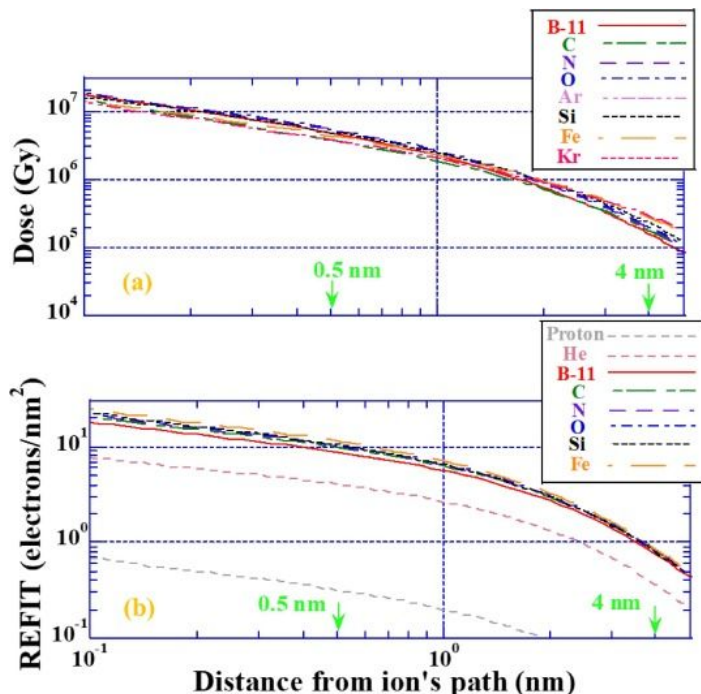 B-11
C
N
O
Ar
Si
Fe
Kr
10^7
10^6
10^5
10^4
Dose (Gy)
(a)
0.5 nm
4 nm
Proton
He
B-11
C
N
O
Si
Fe
10^1
10^0
10^-1
REFIT (electrons/nm^2)
(b)
0.5 nm
4 nm
10^-1
10^0
Distance from ion's path (nm)